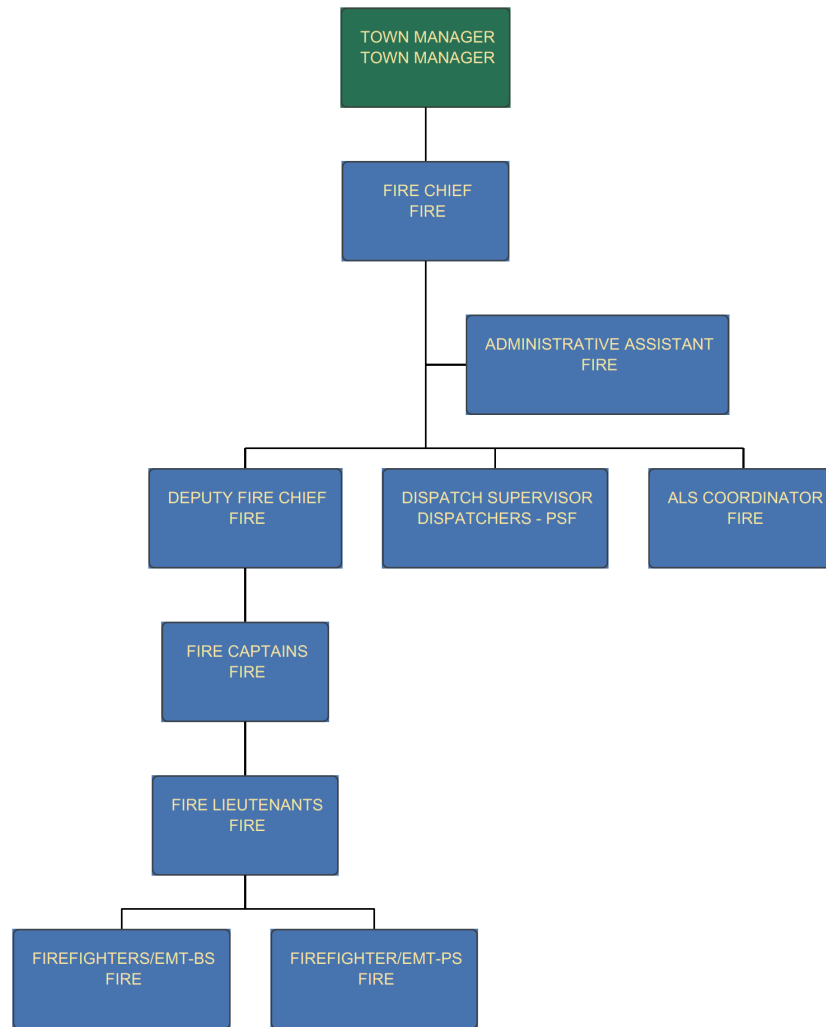 TOWN MANAGER
TOWN MANAGER
FIRE CHIEF
FIRE
ADMINISTRATIVE ASSISTANT
FIRE
DEPUTY FIRE CHIEF
FIRE
DISPATCH SUPERVISOR
DISPATCHERS - PSF
ALS COORDINATOR
FIRE
FIRE CAPTAINS
FIRE
FIRE LIEUTENANTS
FIRE
FIREFIGHTERS/EMT-BS
FIRE
FIREFIGHTER/EMT-PS
FIRE